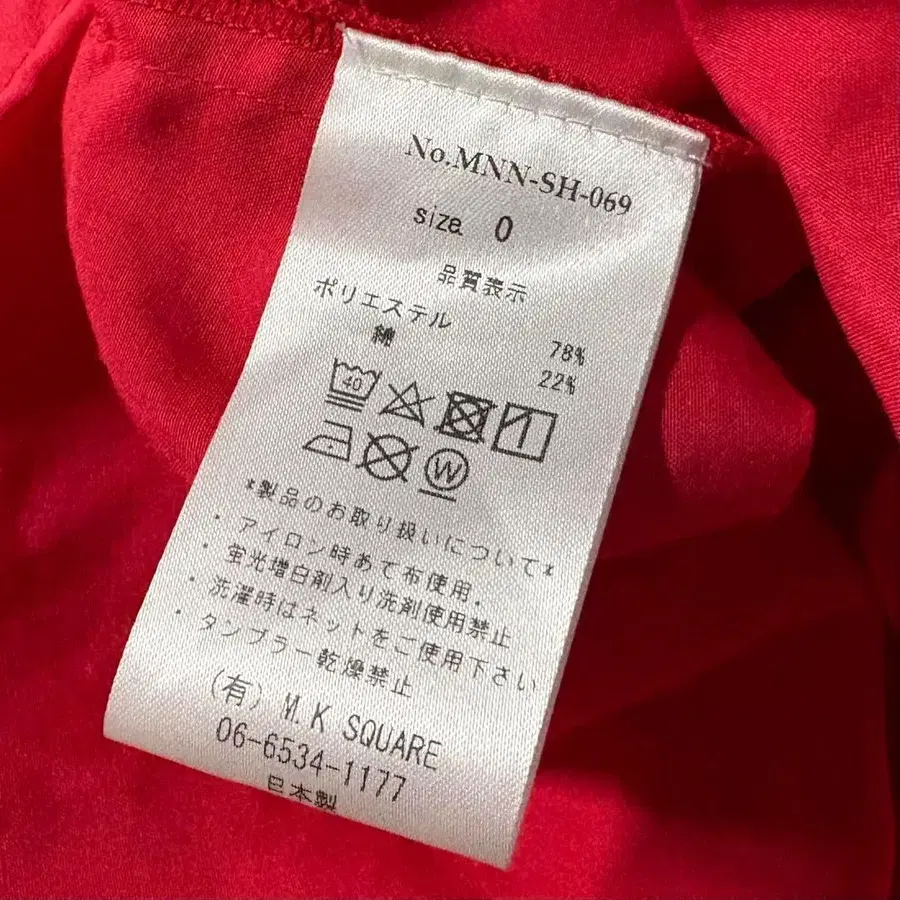 No.MNN-SH-069
size 0
品質表示
ポリエステル 78%
綿 22%
40
W
*製品のお取り扱いについて*
・アイロン時あて布使用.
・蛍光増白剤入り洗剤使用禁止
・洗濯時はネットをご使用下さい
・タンブラー乾燥禁止
(有) M.K SQUARE
06-6534-1177
日本製